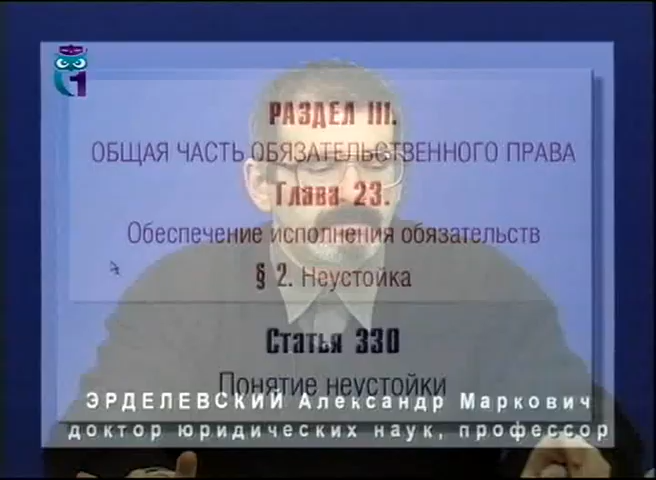 1
РАЗДЕЛ III.
ОБЩАЯ ЧАСТЬ ОБЯЗАТЕЛЬСТВЕННОГО ПРАВА
Глава 23.
Обеспечение исполнения обязательств
§ 2. Неустойка
Статья 330
Понятие неустойки
ЭРДЕЛЕВСКИЙ Александр Маркович
доктор юридических наук, профессор